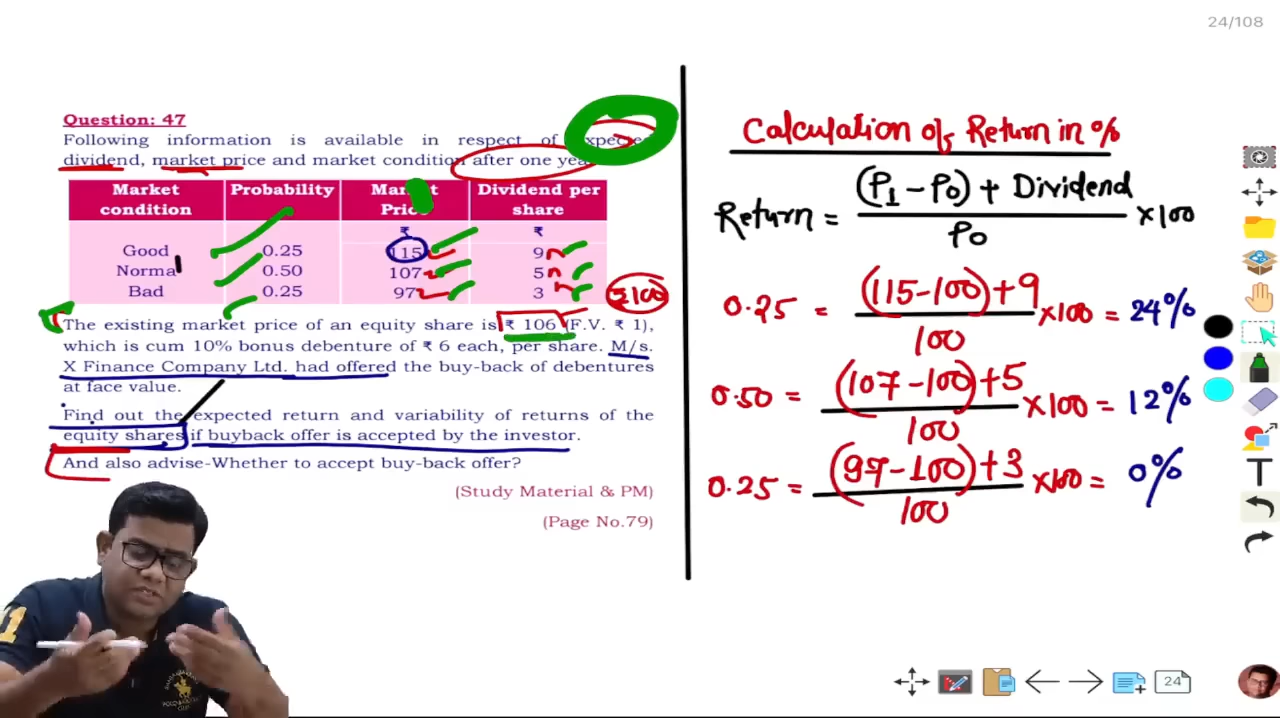 24/108
Question: 47
Following information is available in respect of expected
dividend, market price and market condition after one year
Market condition Probability Market Price Dividend per share
₹ ₹
Good 0.25 115 9
Normal 0.50 107 5
Bad 0.25 97 3
₹100
The existing market price of an equity share is ₹ 106 (F.V. ₹ 1),
which is cum 10% bonus debenture of ₹ 6 each, per share. M/s.
X Finance Company Ltd. had offered the buy-back of debentures
at face value.
Find out the expected return and variability of returns of the
equity shares if buyback offer is accepted by the investor.
And also advise-Whether to accept buy-back offer?
(Study Material & PM)
(Page No.79)
Calculation of Return in %
Return = (P1 - P0) + Dividend / P0 × 100
0.25 = (115-100) + 9 / 100 × 100 = 24%
0.50 = (107-100) + 5 / 100 × 100 = 12%
0.25 = (97-100) + 3 / 100 × 100 = 0%
24